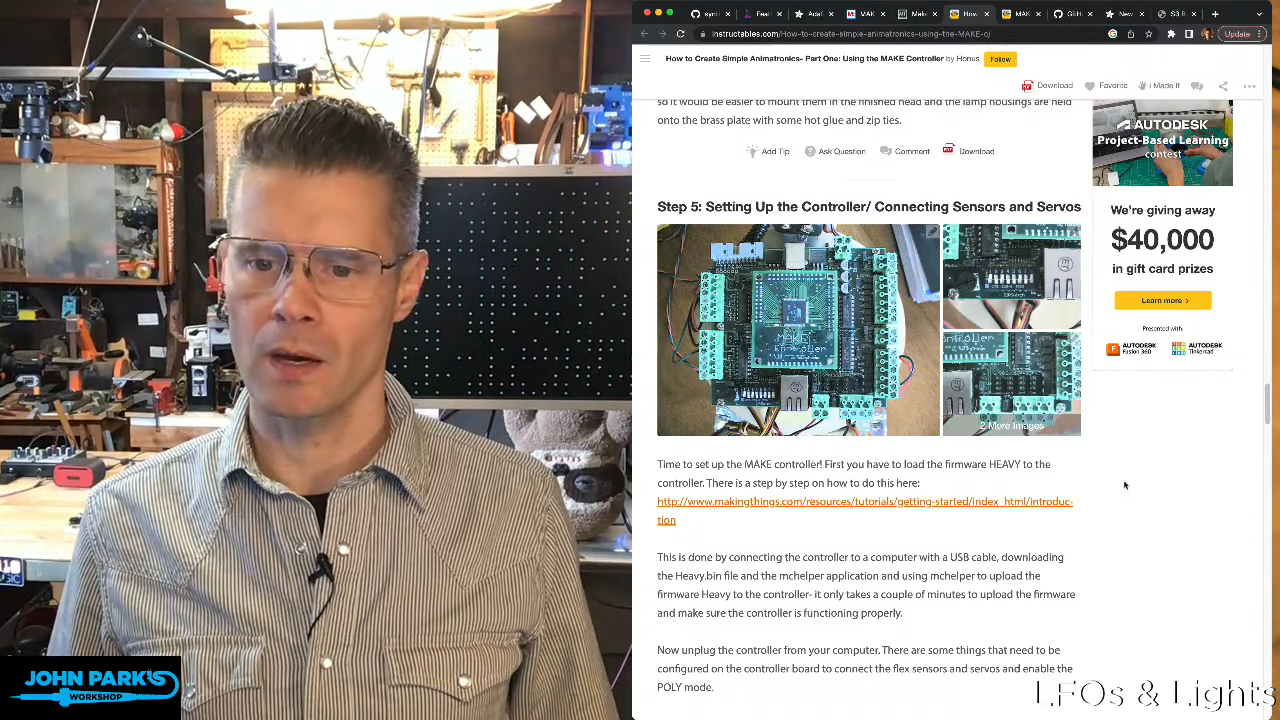 Feat
Adaf
MAK
Make
How
MAK
GitH
New
S3 B
instructables.com/How-to-create-simple-animatronics-using-the-MAKE-c/
Update
How to Create Simple Animatronics- Part One: Using the MAKE Controller by Honus
Follow
Download
Favorite
I Made It
so it would be easier to mount them in the finished head and the lamp housings are held
onto the brass plate with some hot glue and zip ties.
Add Tip
Ask Question
Comment
Download
Step 5: Setting Up the Controller/ Connecting Sensors and Servos
MAKE
2 More Images
Time to set up the MAKE controller! First you have to load the firmware HEAVY to the
controller. There is a step by step on how to do this here:
http://www.makingthings.com/resources/tutorials/getting-started/index_html/introduc-
tion
This is done by connecting the controller to a computer with a USB cable, downloading
the Heavy.bin file and the mchelper application and using mchelper to upload the
firmware Heavy to the controller- it only takes a couple of minutes to upload the firmware
and make sure the controller is functioning properly.
Now unplug the controller from your computer. There are some things that need to be
configured on the controller board to connect the flex sensors and servos and enable the
POLY mode.
AUTODESK
Project-Based Learning
contest
We're giving away
$40,000
in gift card prizes
Learn more ›
Presented with:
AUTODESK
Fusion 360
AUTODESK
Tinkercad
JOHN PARK'S
WORKSHOP
LFOs & Lights